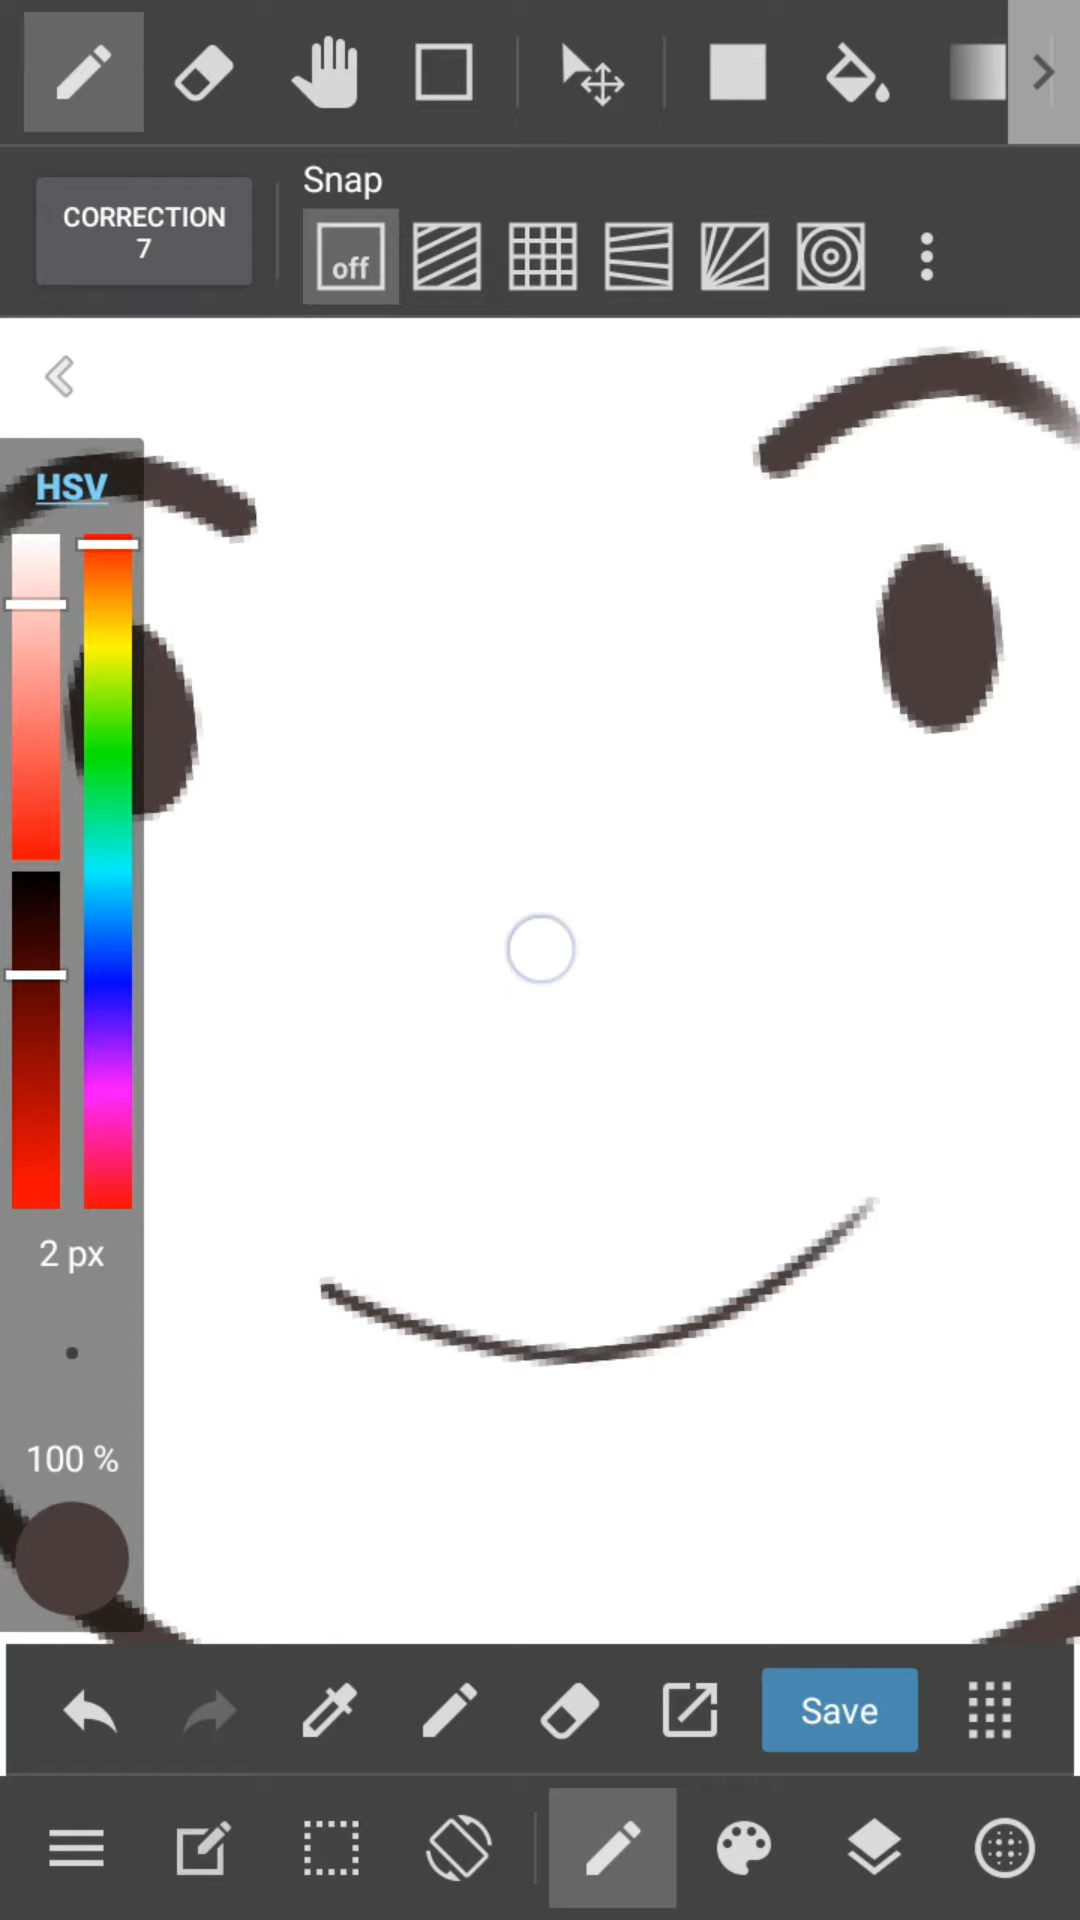 CORRECTION
7
Snap
off
HSV
2 px
100 %
Save